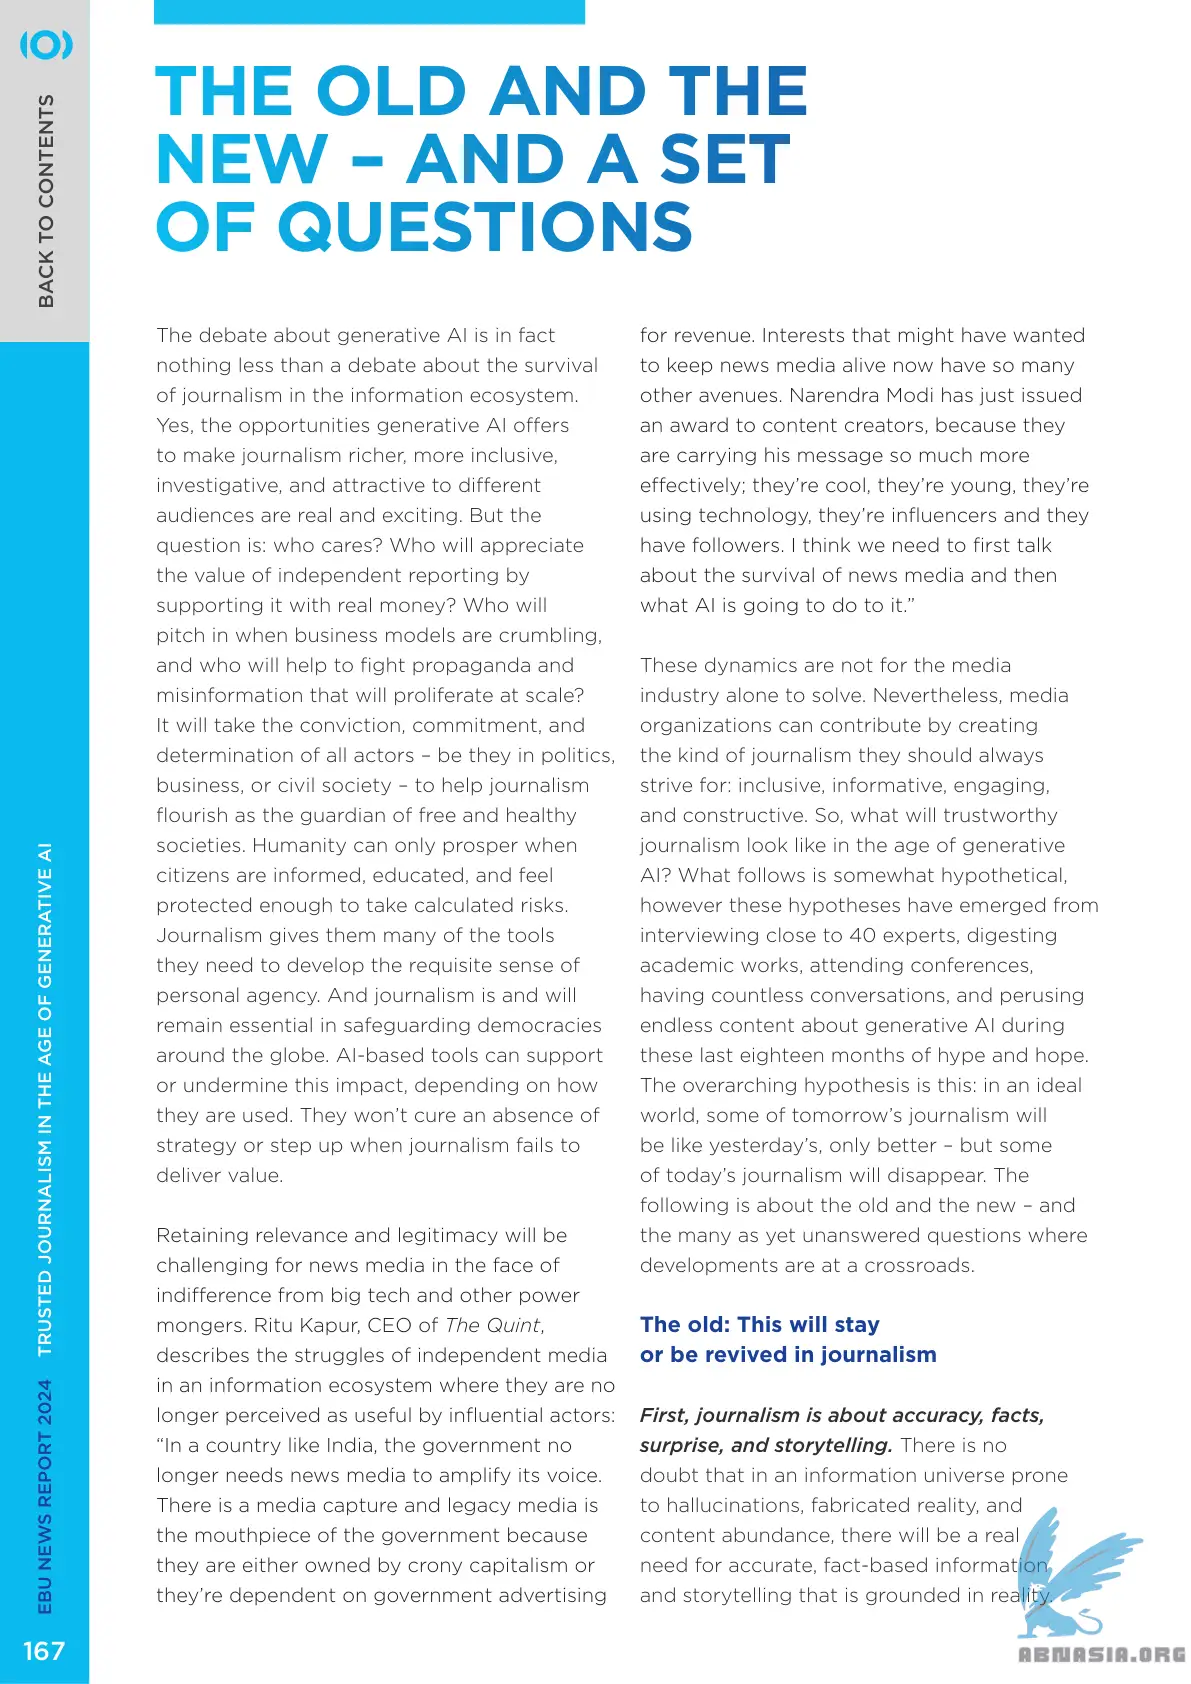 BACK TO CONTENTS
THE OLD AND THE
NEW – AND A SET
OF QUESTIONS
The debate about generative AI is in fact
nothing less than a debate about the survival
of journalism in the information ecosystem.
Yes, the opportunities generative AI offers
to make journalism richer, more inclusive,
investigative, and attractive to different
audiences are real and exciting. But the
question is: who cares? Who will appreciate
the value of independent reporting by
supporting it with real money? Who will
pitch in when business models are crumbling,
and who will help to fight propaganda and
misinformation that will proliferate at scale?
It will take the conviction, commitment, and
determination of all actors – be they in politics,
business, or civil society – to help journalism
flourish as the guardian of free and healthy
societies. Humanity can only prosper when
citizens are informed, educated, and feel
protected enough to take calculated risks.
Journalism gives them many of the tools
they need to develop the requisite sense of
personal agency. And journalism is and will
remain essential in safeguarding democracies
around the globe. AI-based tools can support
or undermine this impact, depending on how
they are used. They won’t cure an absence of
strategy or step up when journalism fails to
deliver value.
Retaining relevance and legitimacy will be
challenging for news media in the face of
indifference from big tech and other power
mongers. Ritu Kapur, CEO of The Quint,
describes the struggles of independent media
in an information ecosystem where they are no
longer perceived as useful by influential actors:
“In a country like India, the government no
longer needs news media to amplify its voice.
There is a media capture and legacy media is
the mouthpiece of the government because
they are either owned by crony capitalism or
they’re dependent on government advertising
for revenue. Interests that might have wanted
to keep news media alive now have so many
other avenues. Narendra Modi has just issued
an award to content creators, because they
are carrying his message so much more
effectively; they’re cool, they’re young, they’re
using technology, they’re influencers and they
have followers. I think we need to first talk
about the survival of news media and then
what AI is going to do to it.”
These dynamics are not for the media
industry alone to solve. Nevertheless, media
organizations can contribute by creating
the kind of journalism they should always
strive for: inclusive, informative, engaging,
and constructive. So, what will trustworthy
journalism look like in the age of generative
AI? What follows is somewhat hypothetical,
however these hypotheses have emerged from
interviewing close to 40 experts, digesting
academic works, attending conferences,
having countless conversations, and perusing
endless content about generative AI during
these last eighteen months of hype and hope.
The overarching hypothesis is this: in an ideal
world, some of tomorrow’s journalism will
be like yesterday’s, only better – but some
of today’s journalism will disappear. The
following is about the old and the new – and
the many as yet unanswered questions where
developments are at a crossroads.
The old: This will stay
or be revived in journalism
First, journalism is about accuracy, facts,
surprise, and storytelling. There is no
doubt that in an information universe prone
to hallucinations, fabricated reality, and
content abundance, there will be a real
need for accurate, fact-based information
and storytelling that is grounded in reality.
EBU NEWS REPORT 2024 TRUSTED JOURNALISM IN THE AGE OF GENERATIVE AI
167
ABNASIA.ORG